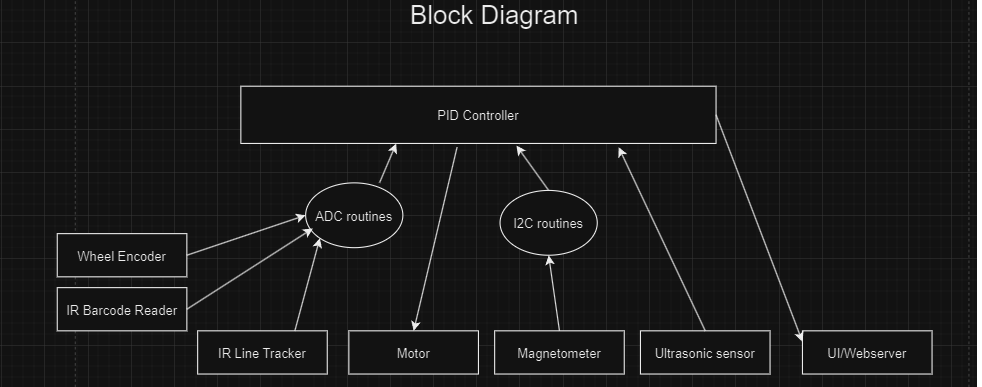 Block Diagram
PID Controller
ADC routines
I2C routines
Wheel Encoder
IR Barcode Reader
IR Line Tracker
Motor
Magnetometer
Ultrasonic sensor
UI/Webserver